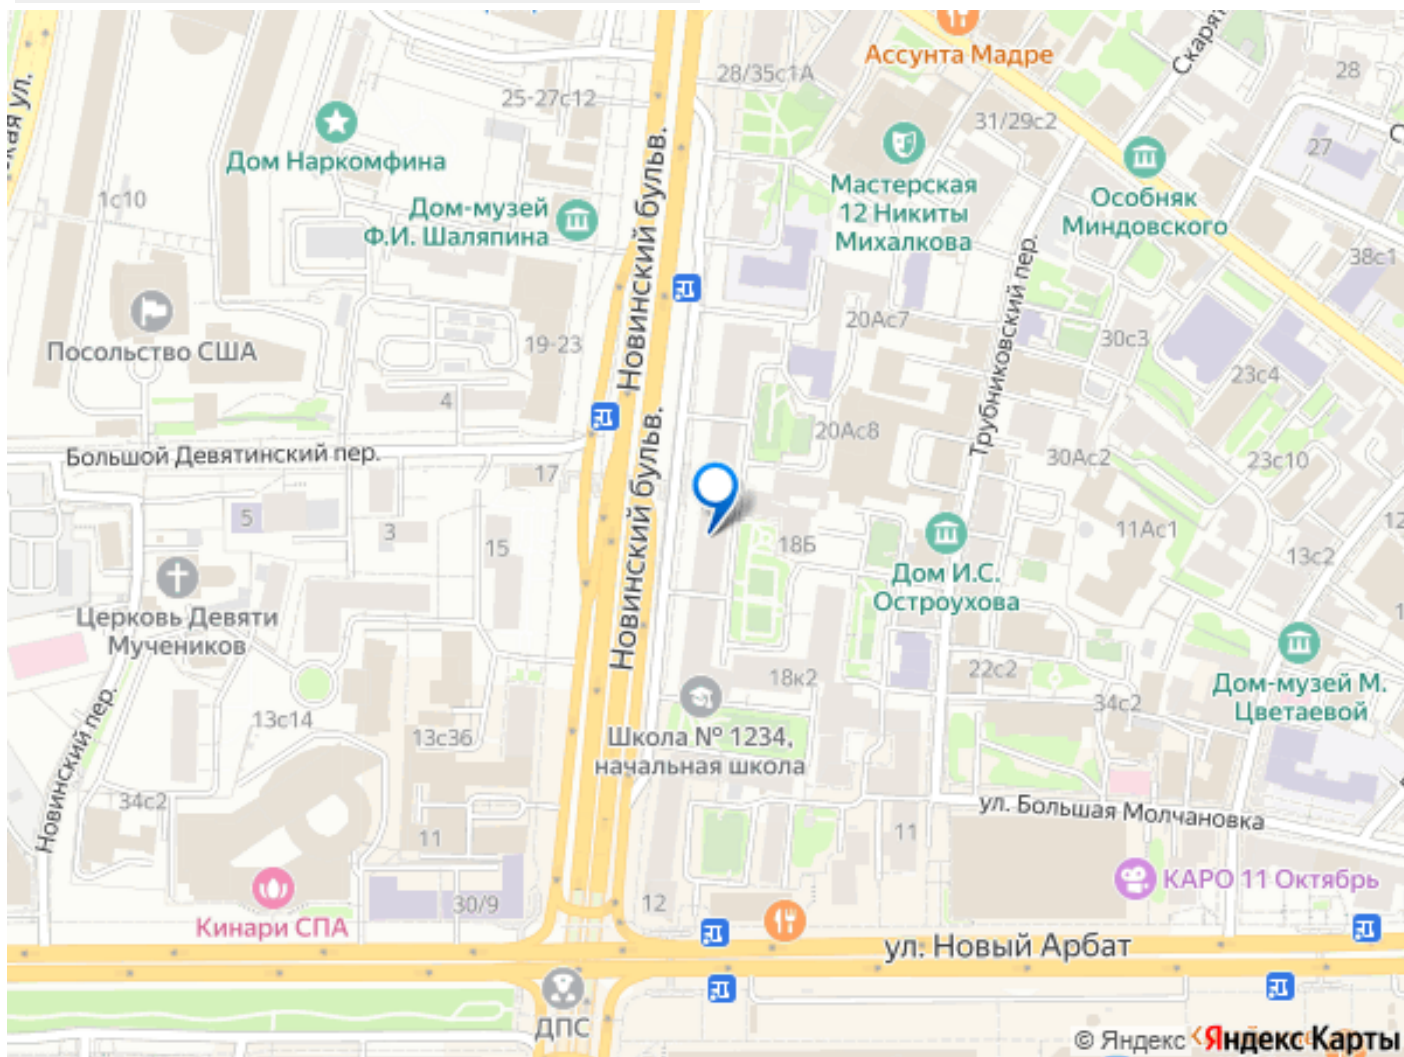 Ассунта Мадре
28/35с1А
25-27с12
31/29с2
28
27
Дом Наркомфина
1с10
Дом-музей
Ф.И. Шаляпина
Мастерская
12 Никиты
Михалкова
Особняк
Миндовского
38с1
Новинский бульв.
Трубниковский пер.
Посольство США
19-23
20Ас7
30с3
23с4
4
20Ас8
Большой Девятинский пер.
17
30Ас2
23с10
Новинский бульв.
5
3
15
18Б
11Ас1
13с2
Дом И.С.
Остроухова
Церковь Девяти
Мучеников
18к2
22с2
34с2
Дом-музей М.
Цветаевой
Новинский пер.
13с14
13с36
Школа № 1234,
начальная школа
34с2
11
11
ул. Большая Молчановка
КАРО 11 Октябрь
30/9
12
Кинари СПА
ул. Новый Арбат
ДПС
© Яндекс
Яндекс Карты